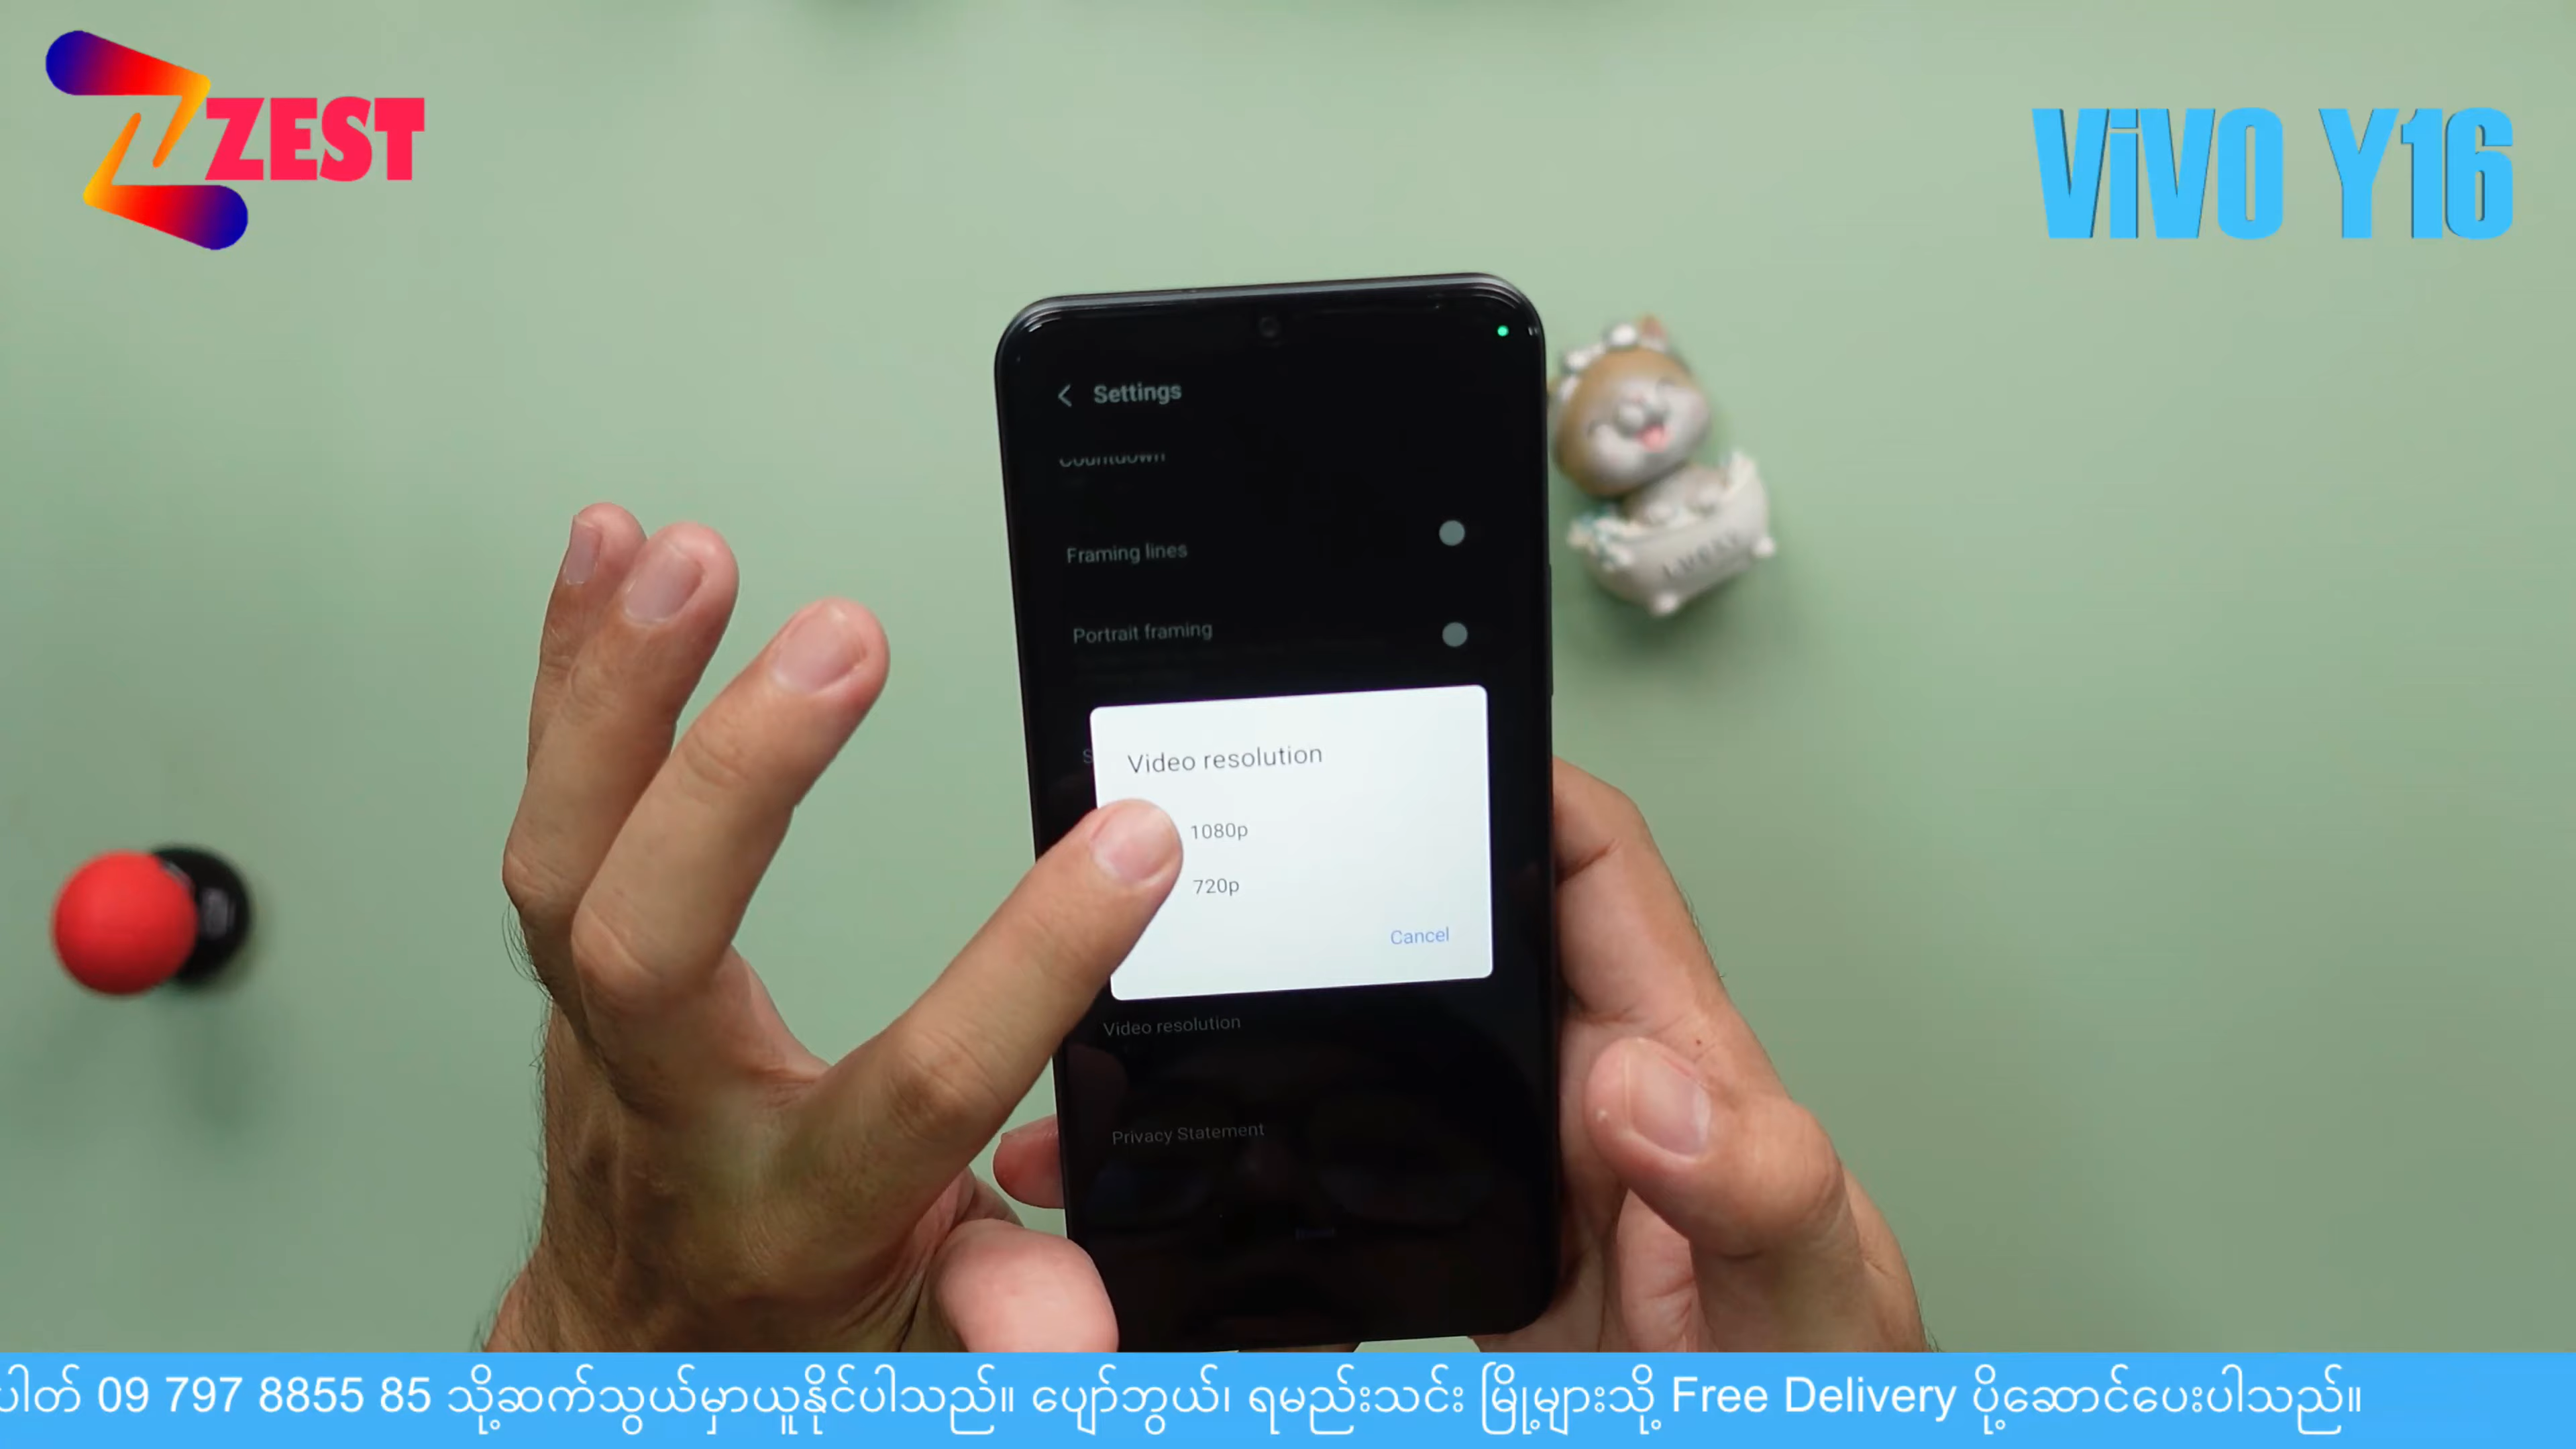 ZEST
ViVO Y16
Settings
Countdown
Framing lines
Portrait framing
Video resolution
1080p
720p
Cancel
Video resolution
Privacy Statement
09 797 8855 85 သို့ဆက်သွယ်မှာယူနိုင်ပါသည်။ ပျော်ဘွယ်၊ ရမည်းသင်း မြို့များသို့ Free Delivery ပို့ဆောင်ပေးပါသည်။